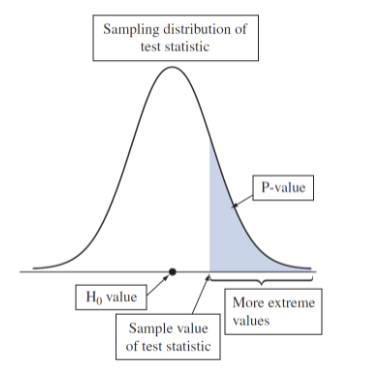 Sampling distribution of
test statistic
P-value
H₀ value
More extreme
values
Sample value
of test statistic